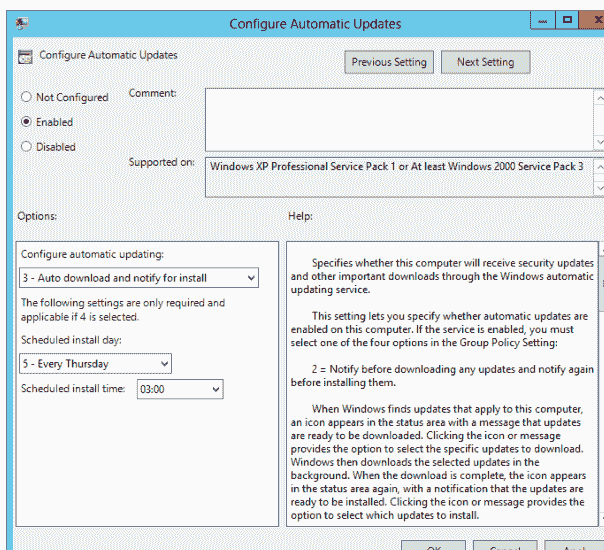 Configure Automatic Updates
Configure Automatic Updates
Previous Setting
Next Setting
Not Configured
Comment:
Enabled
Disabled
Supported on:
Windows XP Professional Service Pack 1 or At least Windows 2000 Service Pack 3
Options:
Help:
Configure automatic updating:
3 - Auto download and notify for install
The following settings are only required and
applicable if 4 is selected.
Scheduled install day:
5 - Every Thursday
Scheduled install time:
03:00
Specifies whether this computer will receive security updates
and other important downloads through the Windows automatic
updating service.
This setting lets you specify whether automatic updates are
enabled on this computer. If the service is enabled, you must
select one of the four options in the Group Policy Setting:
2 = Notify before downloading any updates and notify again
before installing them.
When Windows finds updates that apply to this computer,
an icon appears in the status area with a message that updates
are ready to be downloaded. Clicking the icon or message
provides the option to select the specific updates to download.
Windows then downloads the selected updates in the
background. When the download is complete, the icon appears
in the status area again, with a notification that the updates are
ready to be installed. Clicking the icon or message provides the
option to select which updates to install.